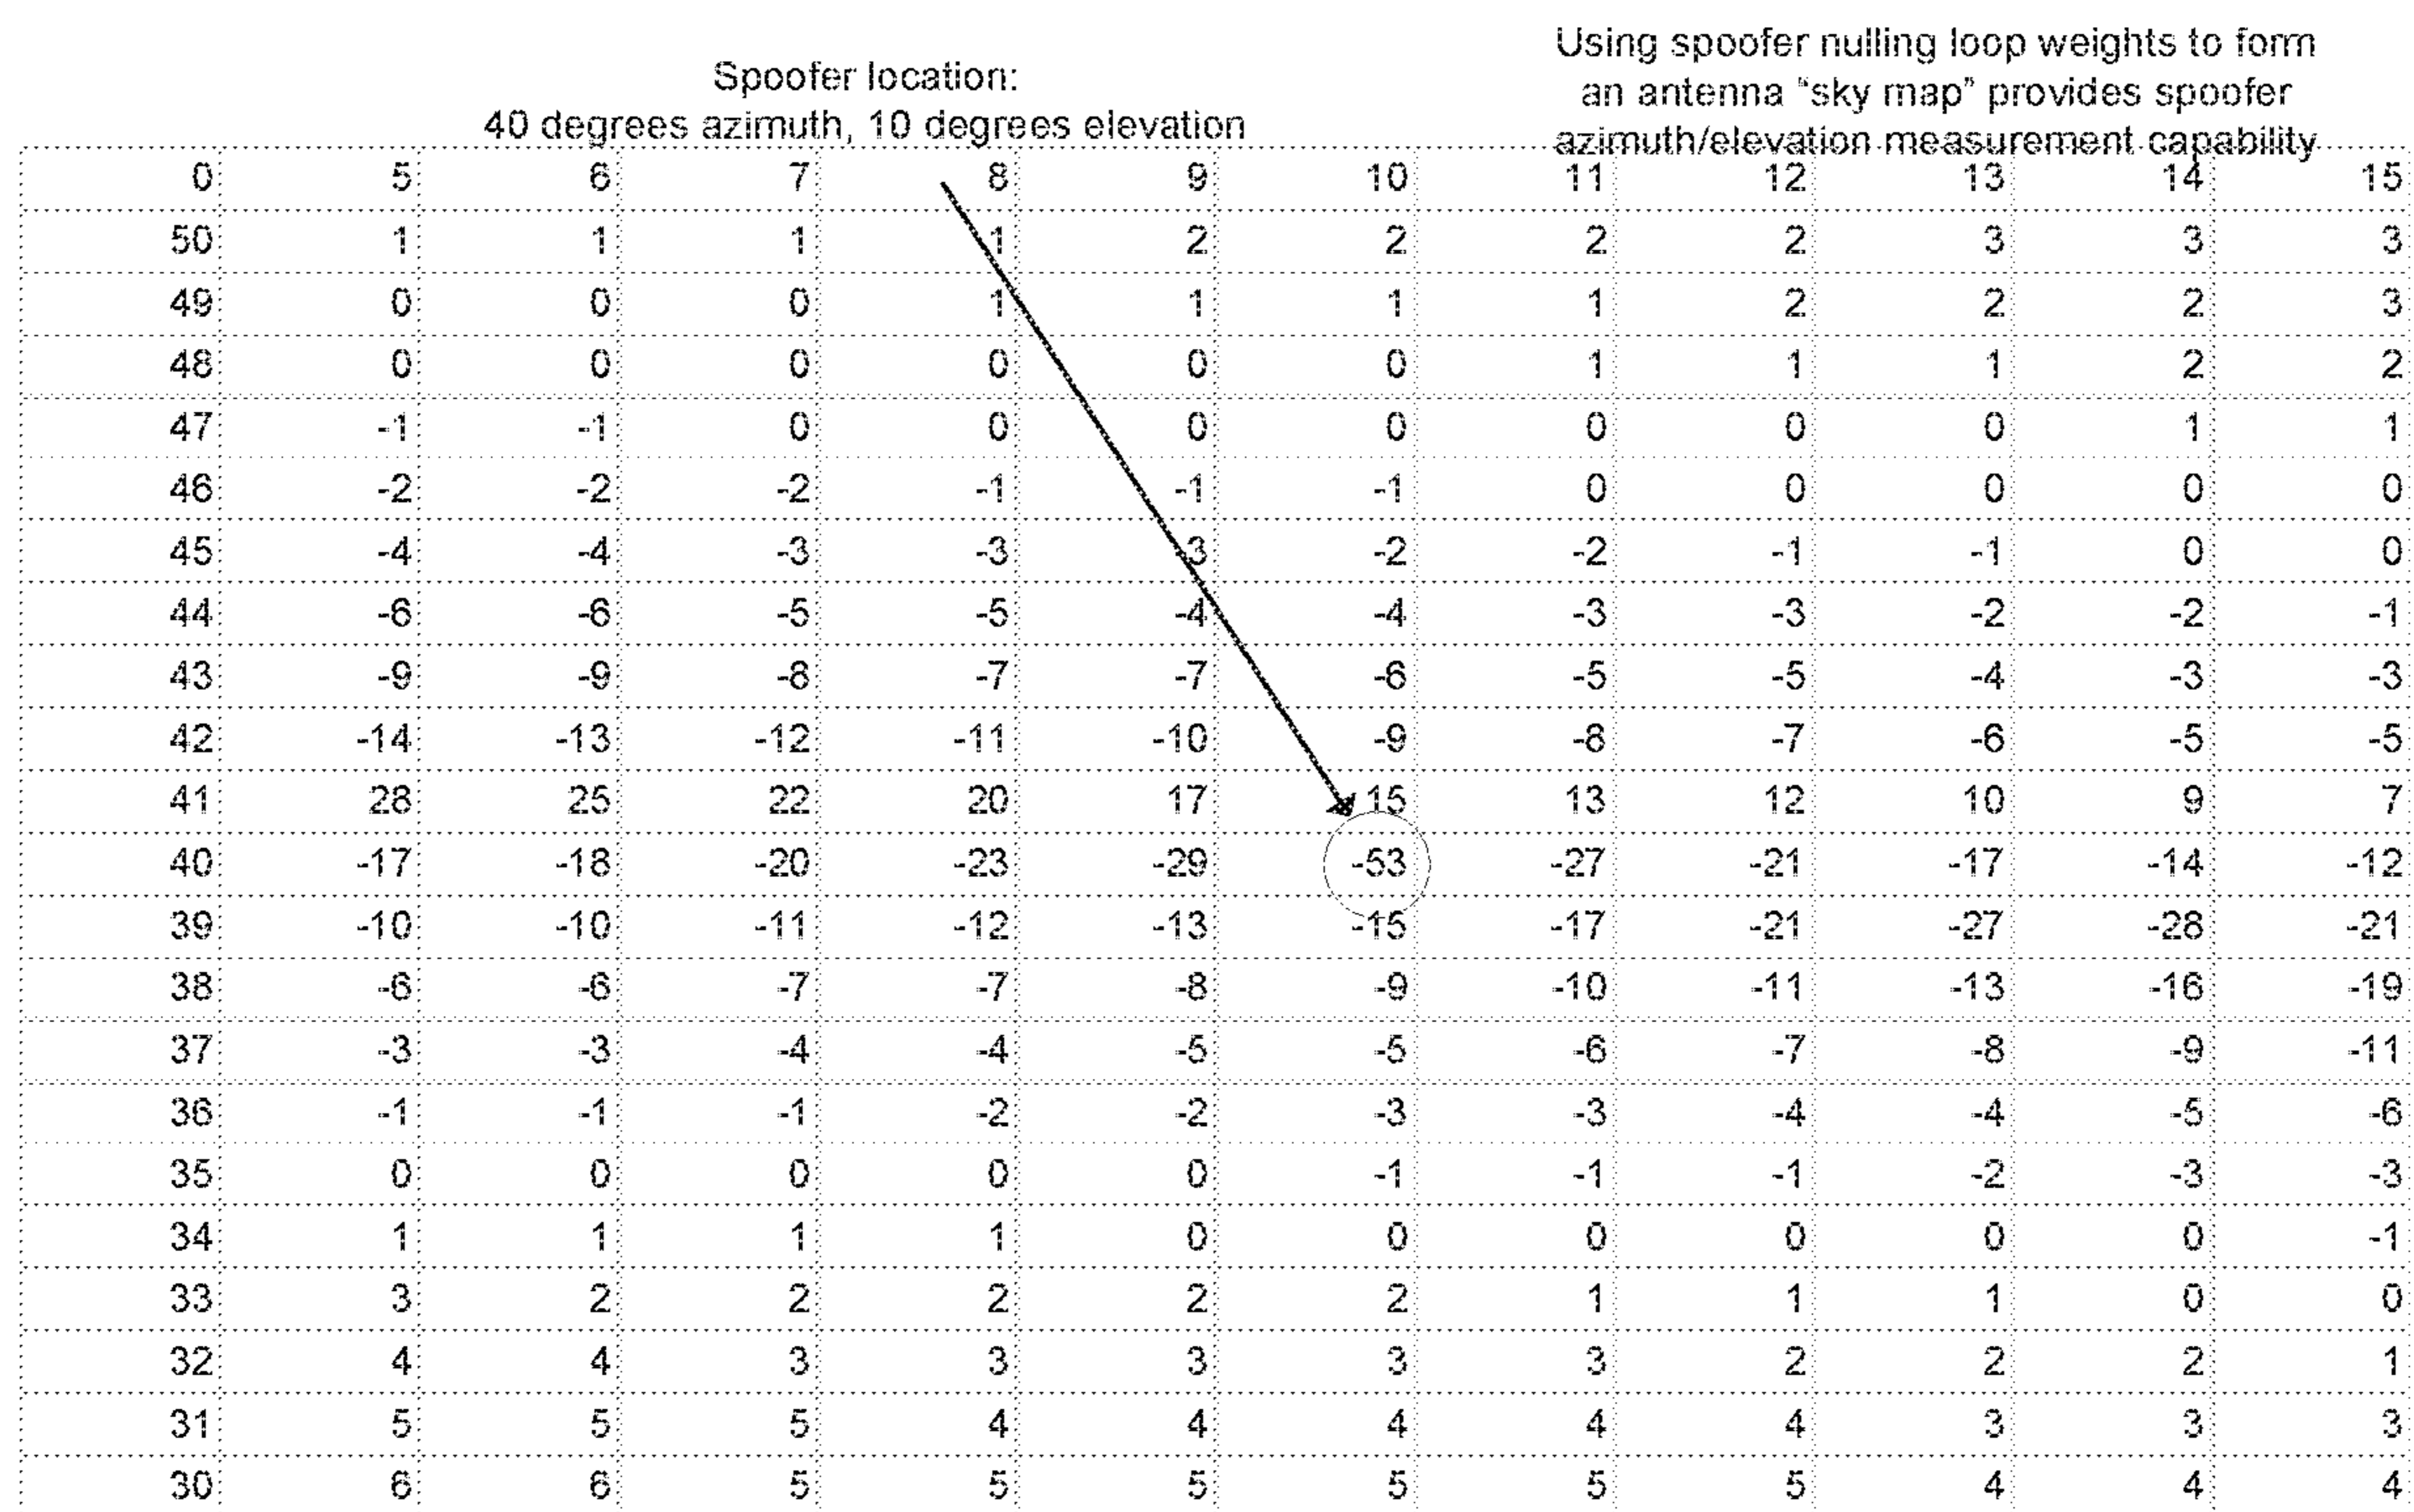 Using spoofer nulling loop weights to form
an antenna "sky map" provides spoofer
azimuth/elevation measurement capability
Spoofer location:
40 degrees azimuth, 10 degrees elevation
0 5 6 7 8 9 10 11 12 13 14 15
50 1 1 1 1 2 2 2 2 3 3 3
49 0 0 0 1 1 1 1 2 2 2 3
48 0 0 0 0 0 0 1 1 1 2 2
47 -1 -1 0 0 0 0 0 0 0 1 1
46 -2 -2 -2 -1 -1 -1 0 0 0 0 0
45 -4 -4 -3 -3 -3 -2 -2 -1 -1 0 0
44 -6 -6 -5 -5 -4 -4 -3 -3 -2 -2 -1
43 -9 -9 -8 -7 -7 -6 -5 -5 -4 -3 -3
42 -14 -13 -12 -11 -10 -9 -8 -7 -6 -5 -5
41 28 25 22 20 17 15 13 12 10 9 7
40 -17 -18 -20 -23 -29 -53 -27 -21 -17 -14 -12
39 -10 -10 -11 -12 -13 -15 -17 -21 -27 -28 -21
38 -6 -6 -7 -7 -8 -9 -10 -11 -13 -16 -19
37 -3 -3 -4 -4 -5 -5 -6 -7 -8 -9 -11
36 -1 -1 -1 -2 -2 -3 -3 -4 -4 -5 -6
35 0 0 0 0 0 -1 -1 -1 -2 -3 -3
34 1 1 1 1 0 0 0 0 0 0 -1
33 3 2 2 2 2 2 1 1 1 0 0
32 4 4 3 3 3 3 3 2 2 2 1
31 5 5 5 4 4 4 4 4 3 3 3
30 6 6 5 5 5 5 5 5 4 4 4